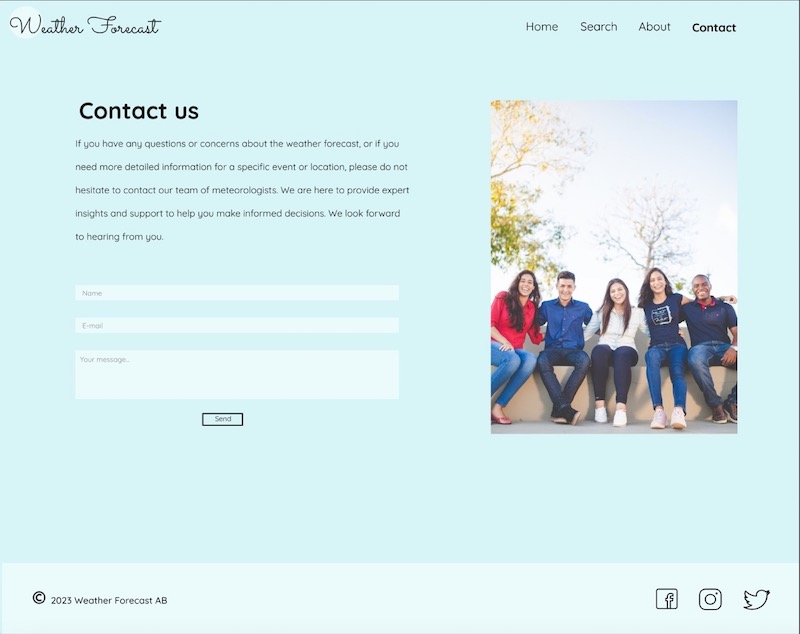 Weather Forecast
Home Search About Contact
Contact us
If you have any questions or concerns about the weather forecast, or if you
need more detailed information for a specific event or location, please do not
hesitate to contact our team of meteorologists. We are here to provide expert
insights and support to help you make informed decisions. We look forward
to hearing from you.
Name
E-mail
Your message..
Send
© 2023 Weather Forecast AB